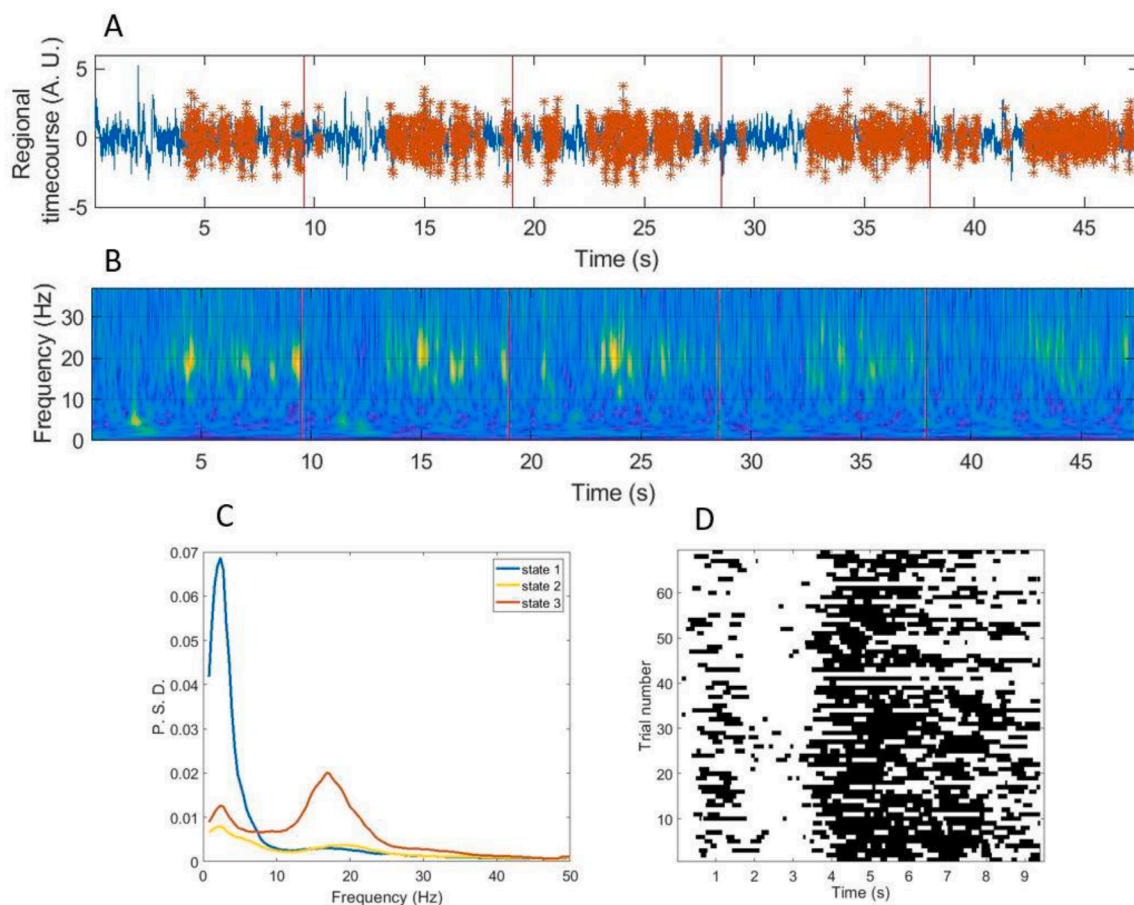 A
Regional
timecourse (A. U.)
5
0
-5
5 10 15 20 25 30 35 40 45
Time (s)
B
Frequency (Hz)
30
20
10
0
5 10 15 20 25 30 35 40 45
Time (s)
C
P. S. D.
0.07
0.06
0.05
0.04
0.03
0.02
0.01
0
state 1
state 2
state 3
0 10 20 30 40 50
Frequency (Hz)
D
Trial number
60
50
40
30
20
10
1 2 3 4 5 6 7 8 9
Time (s)